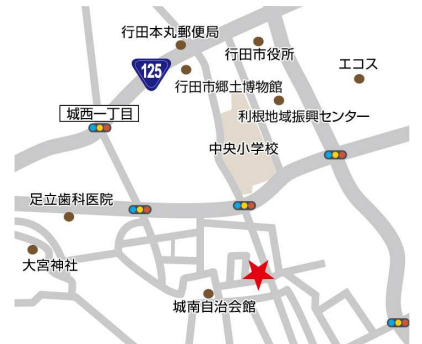 行田本丸郵便局
行田市役所
125
エコス
行田市郷土博物館
城西一丁目
利根地域振興センター
中央小学校
足立歯科医院
大宮神社
城南自治会館